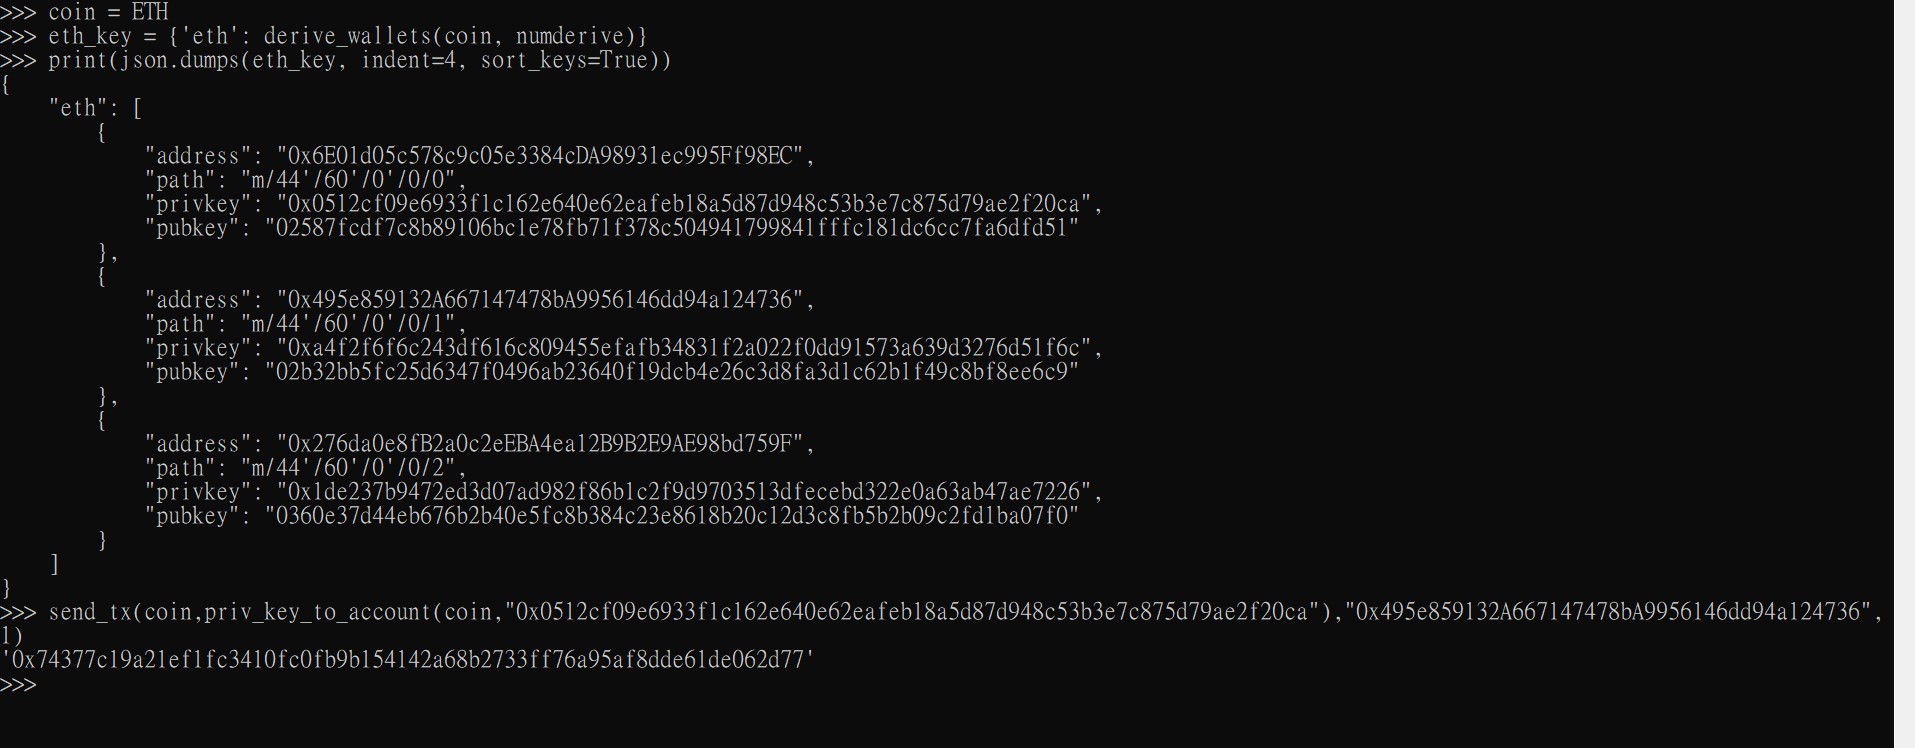 >>> coin = ETH
>>> eth_key = {'eth': derive_wallets(coin, numderive)}
>>> print(json.dumps(eth_key, indent=4, sort_keys=True))
{
    "eth": [
        {
            "address": "0x6E01d05c578c9c05e3384cDA98931ec995Ff98EC",
            "path": "m/44'/60'/0'/0/0",
            "privkey": "0x0512cf09e6933f1c162e640e62eafeb18a5d87d948c53b3e7c875d79ae2f20ca",
            "pubkey": "02587fcdf7c8b89106bc1e78fb71f378c504941799841fffc181dc6cc7fa6dfd51"
        },
        {
            "address": "0x495e859132A667147478bA9956146dd94a124736",
            "path": "m/44'/60'/0'/0/1",
            "privkey": "0xa4f2f6f6c243df616c809455efafb34831f2a022f0dd91573a639d3276d51f6c",
            "pubkey": "02b32bb5fc25d6347f0496ab23640f19dcb4e26c3d8fa3d1c62b1f49c8bf8ee6c9"
        },
        {
            "address": "0x276da0e8fB2a0c2eEBA4ea12B9B2E9AE98bd759F",
            "path": "m/44'/60'/0'/0/2",
            "privkey": "0x1de237b9472ed3d07ad982f86b1c2f9d9703513dfecebd322e0a63ab47ae7226",
            "pubkey": "0360e37d44eb676b2b40e5fc8b384c23e8618b20c12d3c8fb5b2b09c2fd1ba07f0"
        }
    ]
}
>>> send_tx(coin,priv_key_to_account(coin,"0x0512cf09e6933f1c162e640e62eafeb18a5d87d948c53b3e7c875d79ae2f20ca"),"0x495e859132A667147478bA9956146dd94a124736",
1)
'0x74377c19a21ef1fc3410fc0fb9b154142a68b2733ff76a95af8dde61de062d77'
>>>